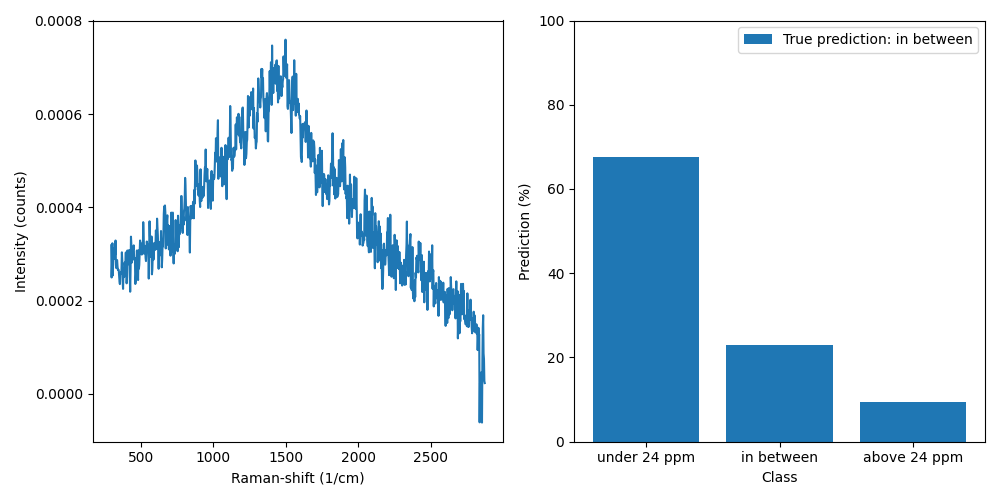 0.0008
0.0006
0.0004
0.0002
0.0000
Intensity (counts)
500 1000 1500 2000 2500
Raman-shift (1/cm)
True prediction: in between
100
80
60
40
20
0
Prediction (%)
under 24 ppm in between above 24 ppm
Class